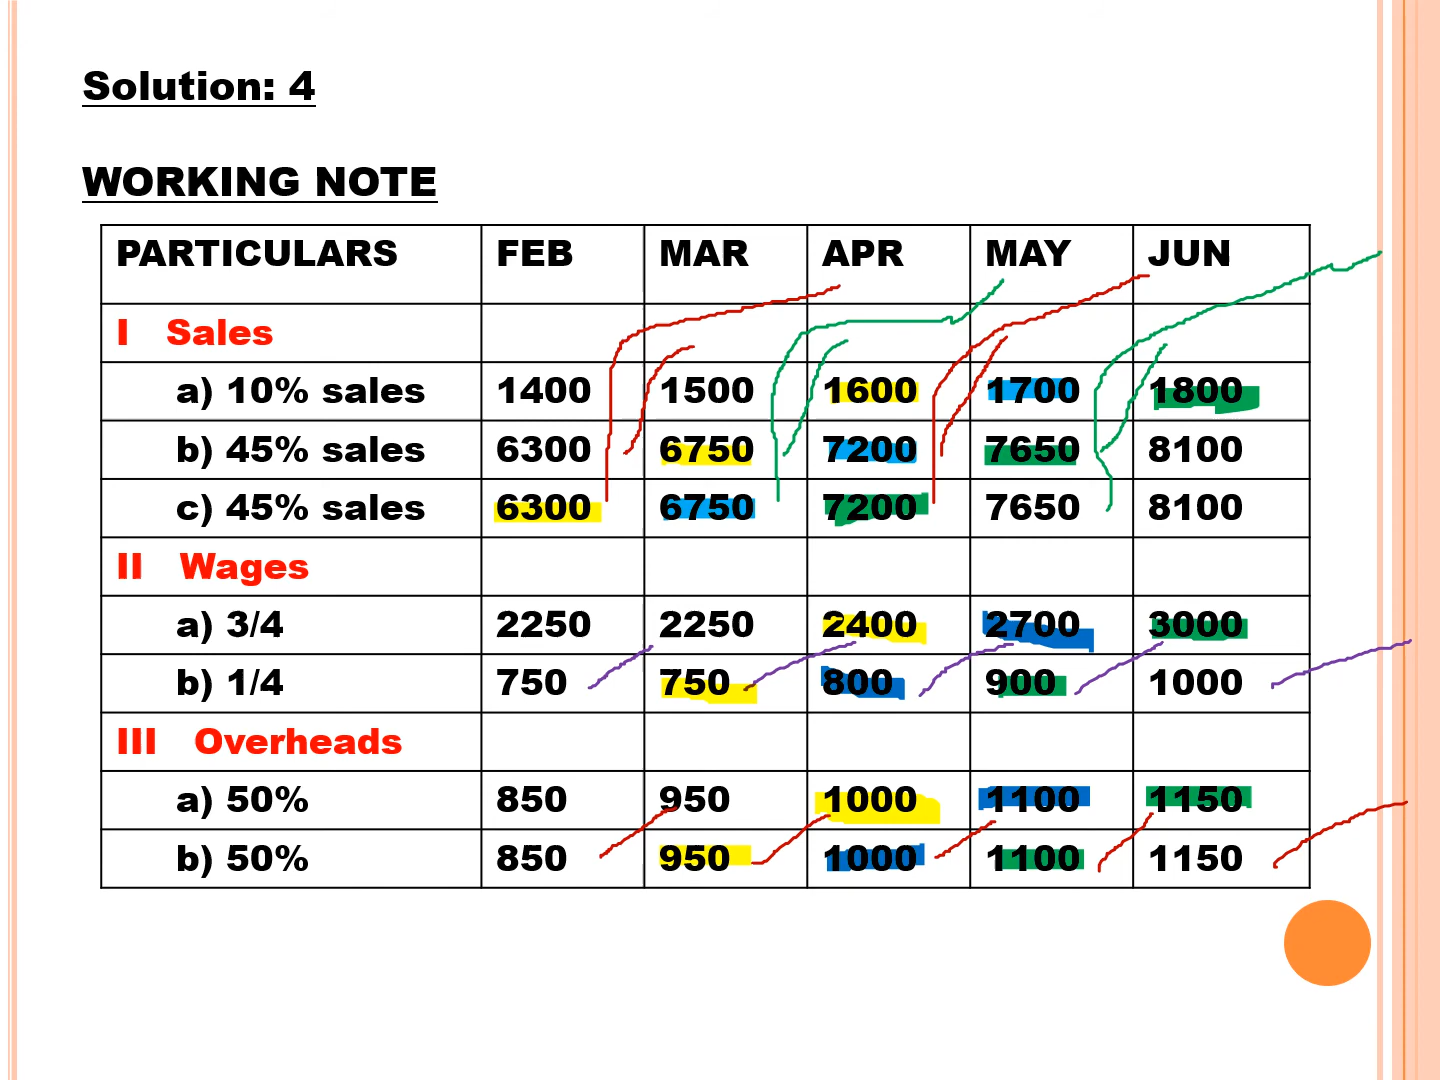 Solution: 4
WORKING NOTE
PARTICULARS FEB MAR APR MAY JUN
I Sales
a) 10% sales 1400 1500 1600 1700 1800
b) 45% sales 6300 6750 7200 7650 8100
c) 45% sales 6300 6750 7200 7650 8100
II Wages
a) 3/4 2250 2250 2400 2700 3000
b) 1/4 750 750 800 900 1000
III Overheads
a) 50% 850 950 1000 1100 1150
b) 50% 850 950 1000 1100 1150